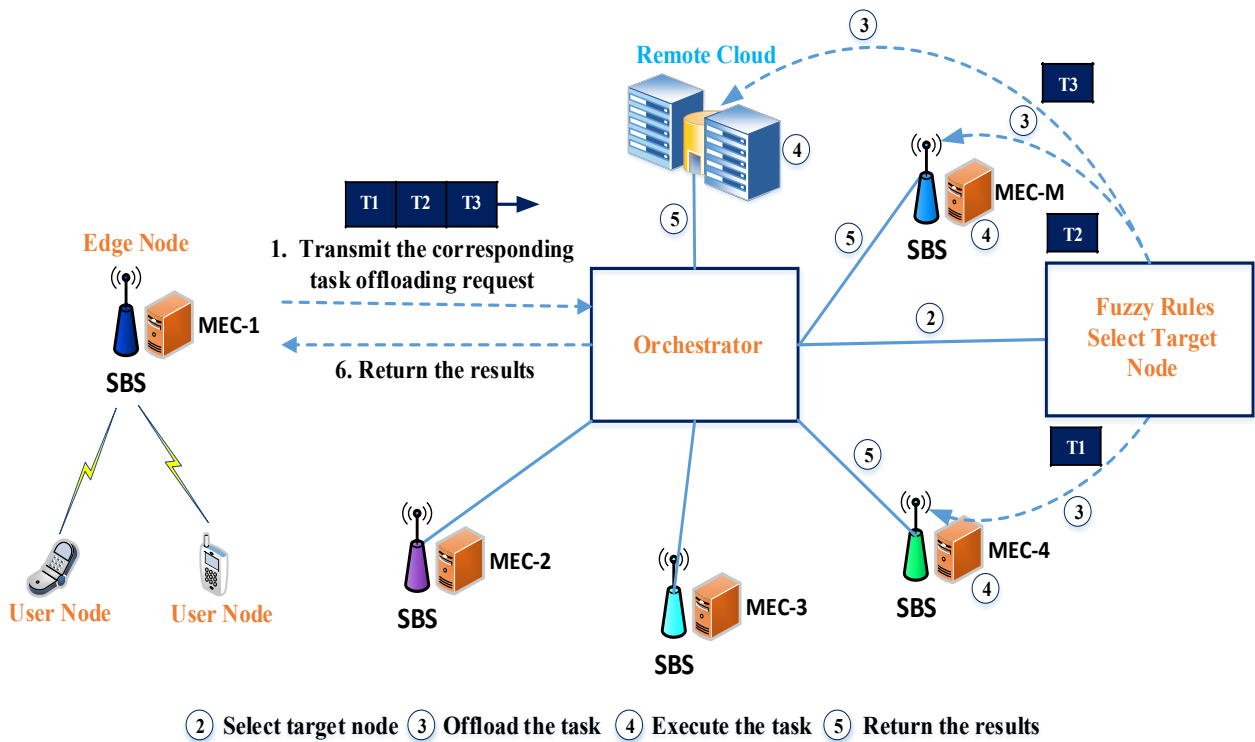 3
Remote Cloud
T3
3
4
MEC-M
T1 T2 T3
5
4
SBS
T2
5
Edge Node
1. Transmit the corresponding
task offloading request
MEC-1
2
Fuzzy Rules
Select Target
Node
Orchestrator
6. Return the results
SBS
T1
5
3
MEC-2
MEC-4
4
MEC-3
User Node
User Node
SBS
SBS
SBS
2 Select target node 3 Offload the task 4 Execute the task 5 Return the results